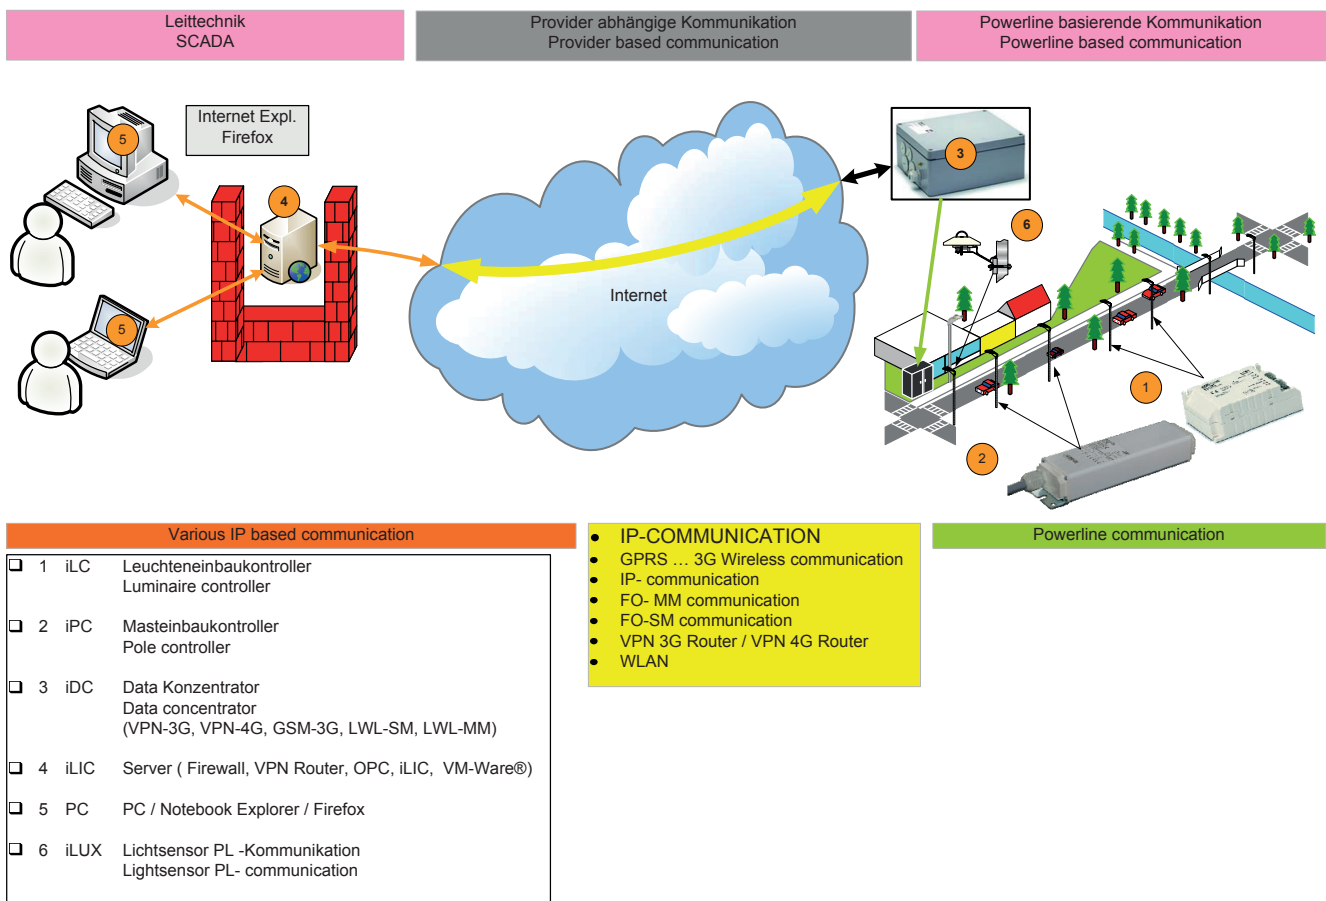 Leittechnik
SCADA
Provider abhängige Kommunikation
Provider based communication
Powerline basierende Kommunikation
Powerline based communication
Internet Expl.
Firefox
5
4
5
Internet
3
6
1
2
Various IP based communication
❑ 1 iLC Leuchteneinbaukontroller
Luminaire controller
❑ 2 iPC Masteinbaukontroller
Pole controller
❑ 3 iDC Data Konzentrator
Data concentrator
(VPN-3G, VPN-4G, GSM-3G, LWL-SM, LWL-MM)
❑ 4 iLIC Server ( Firewall, VPN Router, OPC, iLIC, VM-Ware®)
❑ 5 PC PC / Notebook Explorer / Firefox
❑ 6 iLUX Lichtsensor PL -Kommunikation
Lightsensor PL- communication
• IP-COMMUNICATION
• GPRS … 3G Wireless communication
• IP- communication
• FO- MM communication
• FO-SM communication
• VPN 3G Router / VPN 4G Router
• WLAN
Powerline communication